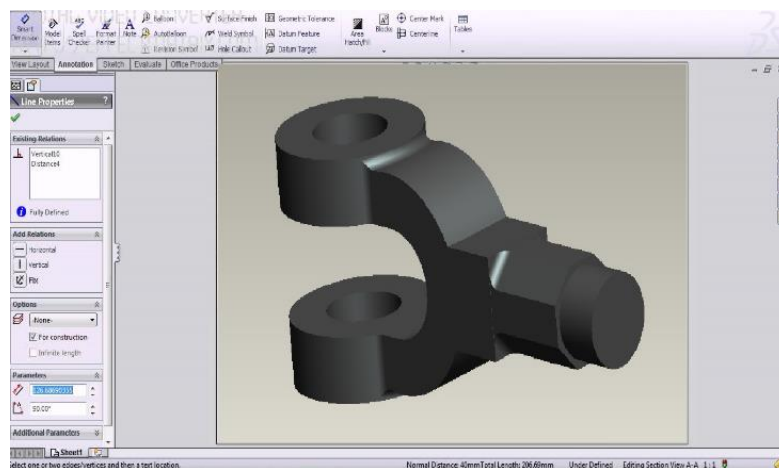 Smart Dimension
Model Items
Spell Checker
Format Painter
Note
Balloon
AutoBalloon
Revision Symbol
Surface Finish
Weld Symbol
Hole Callout
Geometric Tolerance
Datum Feature
Datum Target
Area Hatch/Fill
Blocks
Center Mark
Centerline
Tables
View Layout Annotation Sketch Evaluate Office Products
Line Properties ?
Existing Relations
Vertical10
Distance4
Fully Defined
Add Relations
Horizontal
Vertical
Fix
Options
-None-
For construction
Infinite length
Parameters
90.00°
Additional Parameters
Sheet1
Select one or two edges/vertices and then a text location.
Normal Distance: 40mm Total Length: 206.69mm Under Defined Editing Section View A-A 1:1